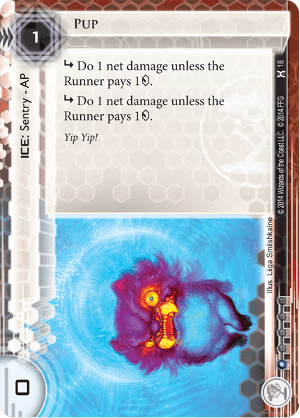 Pup
1
ICE: Sentry - AP
↳ Do 1 net damage unless the
Runner pays 1.
↳ Do 1 net damage unless the
Runner pays 1.
Yip Yip!
18
© 2014 Wizards of the Coast LLC. © 2014 FFG
Illus. Liiga Smilshkalne
0